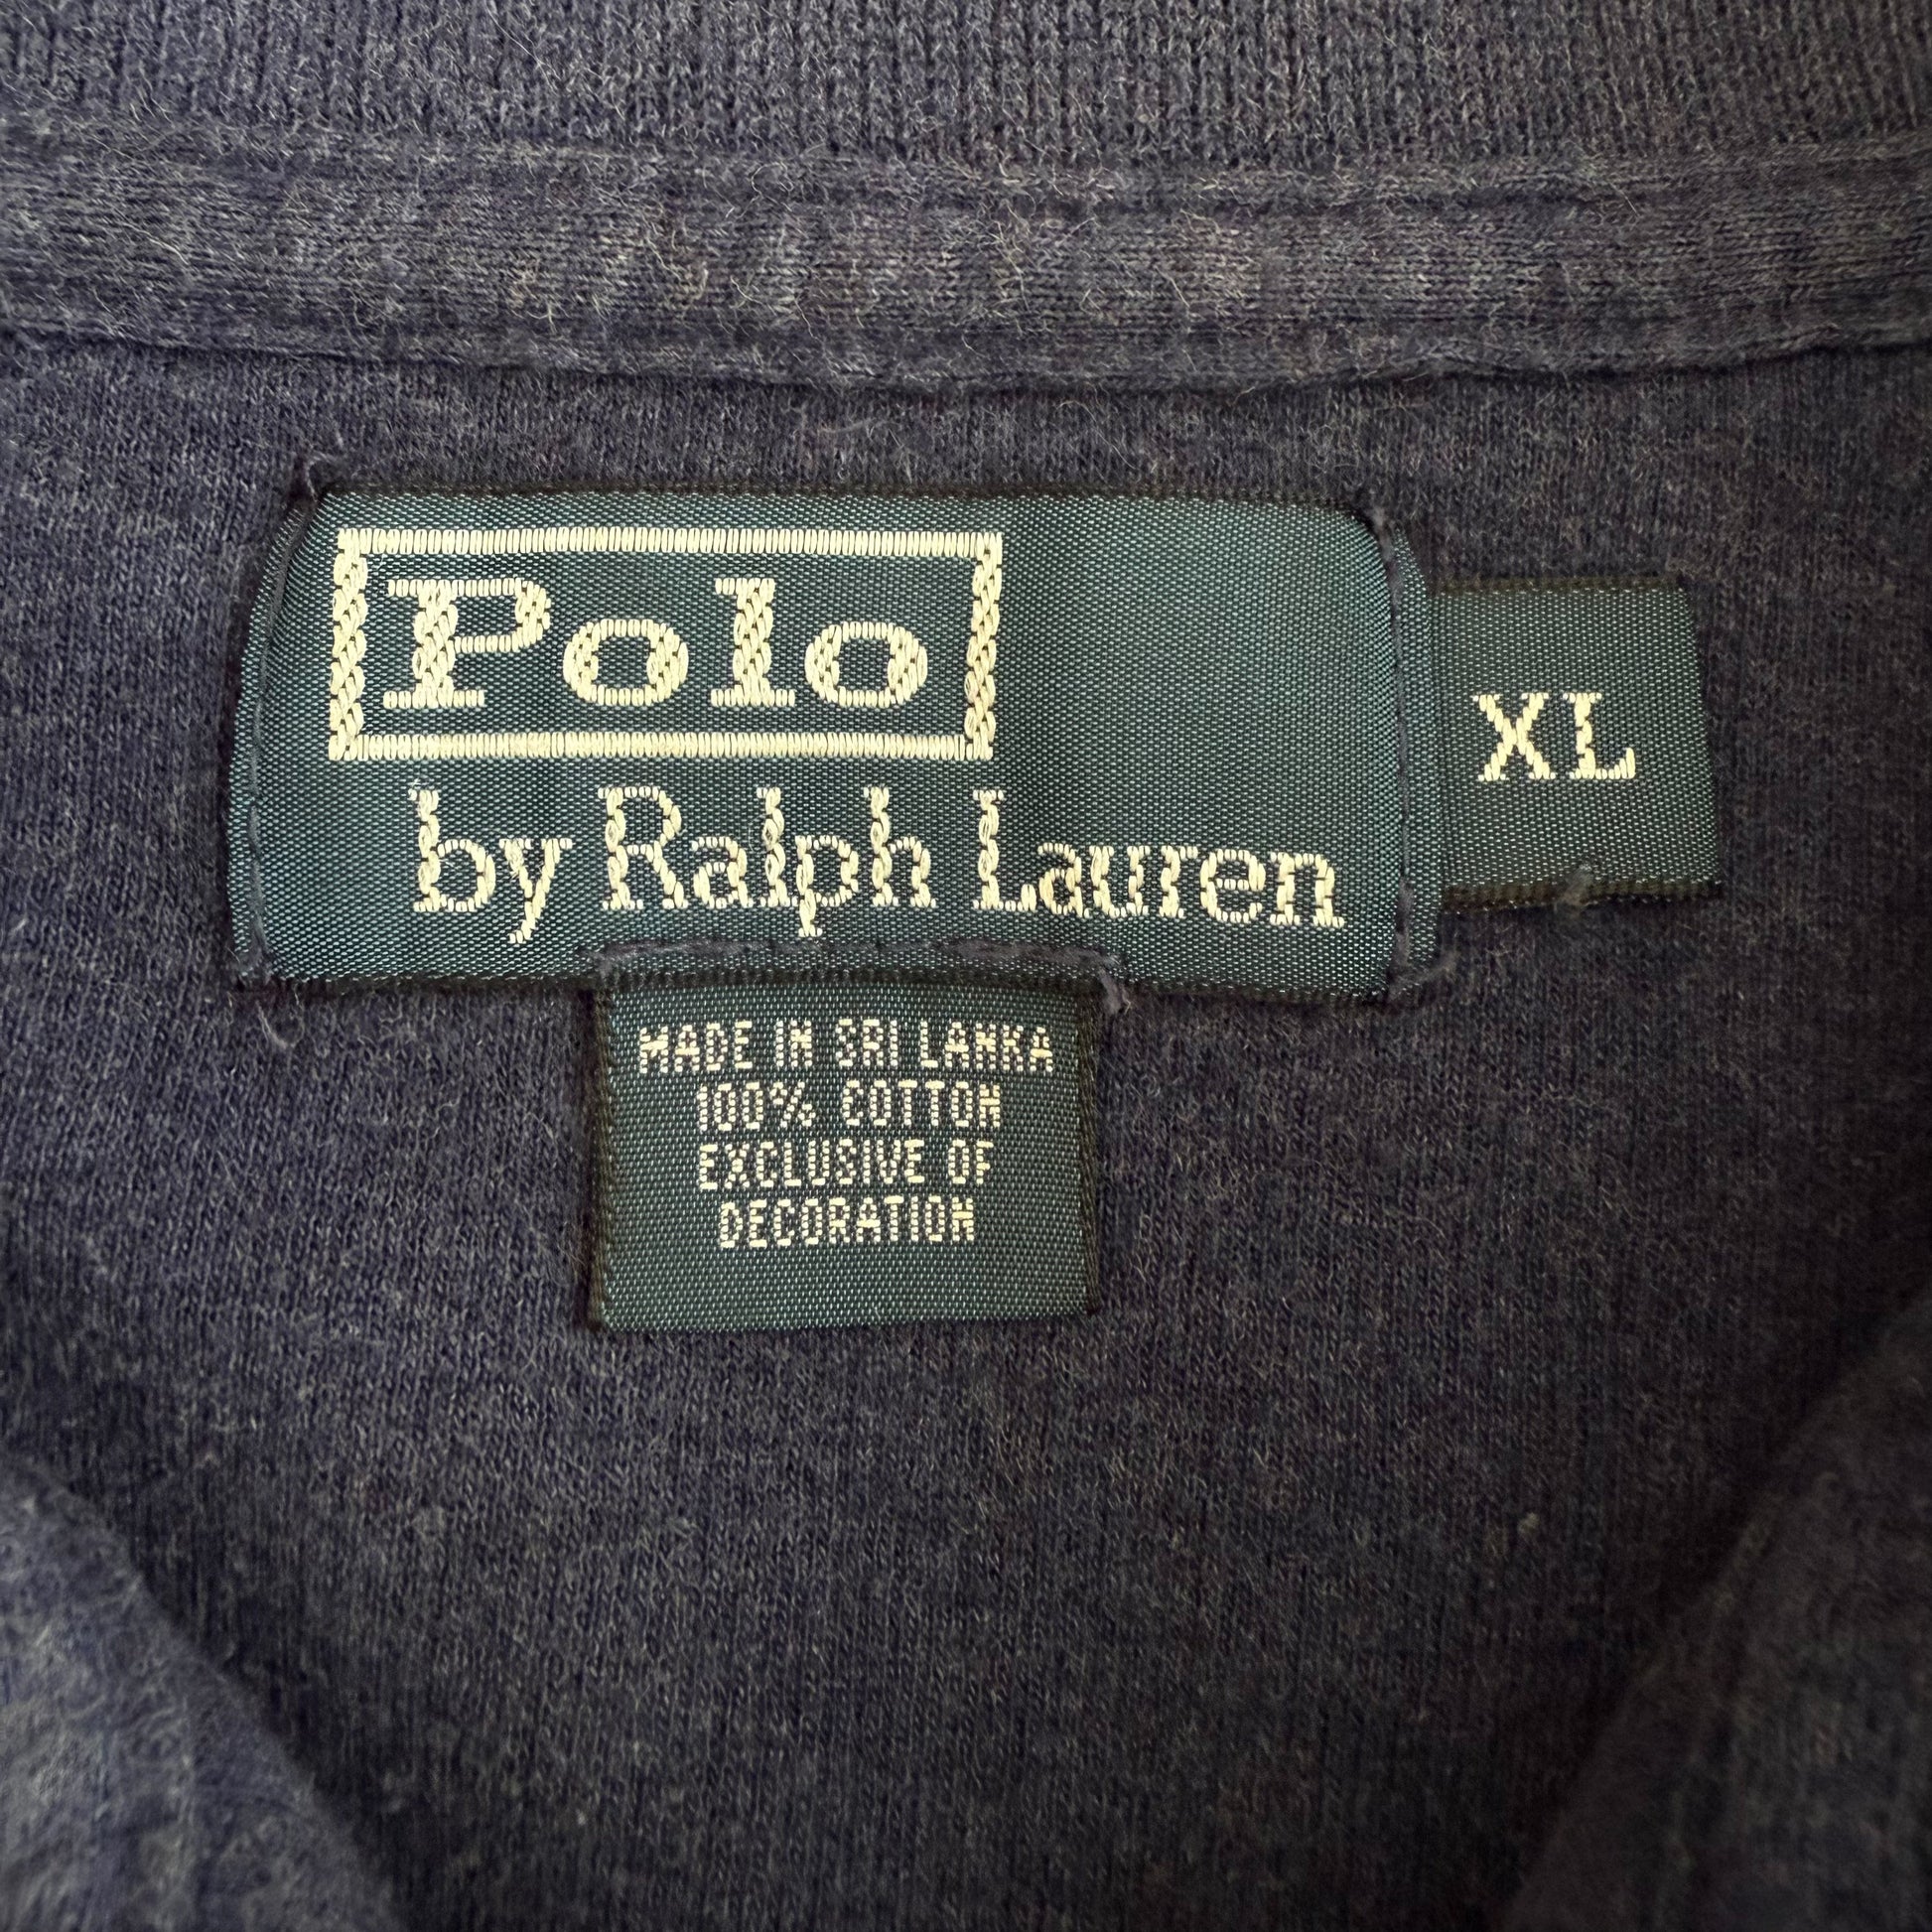 Polo
by Ralph Lauren
XL
MADE IN SRI LANKA
100% COTTON
EXCLUSIVE OF
DECORATION